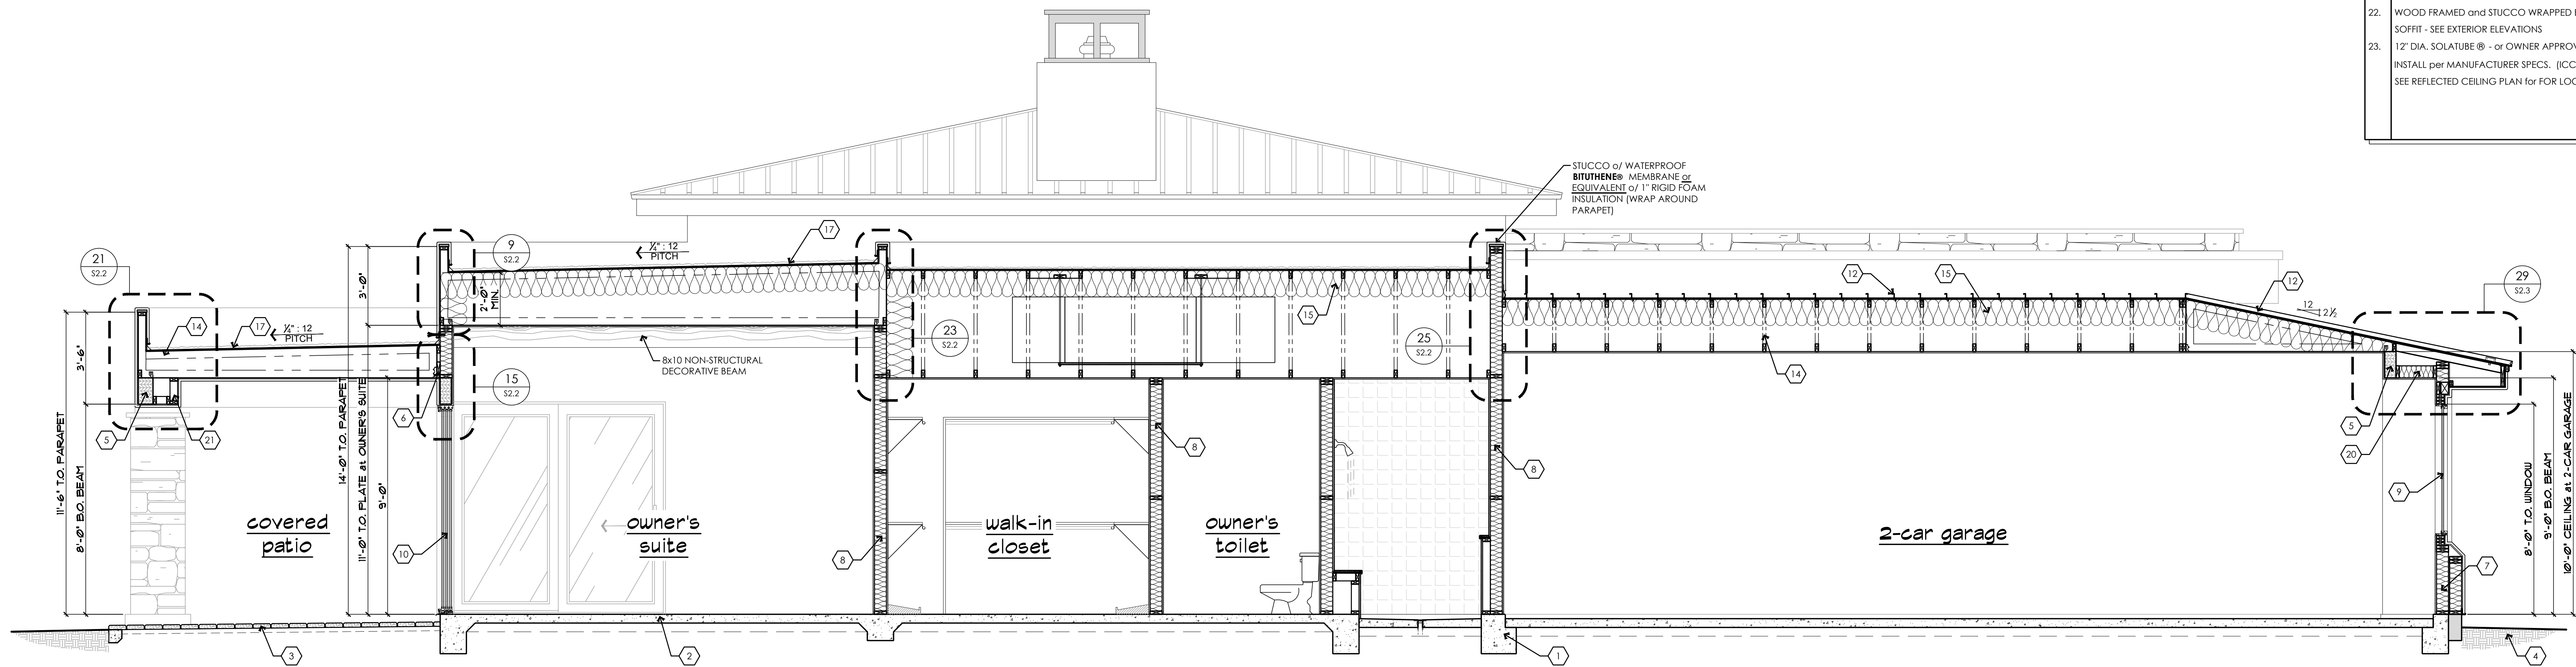 22. WOOD FRAMED and STUCCO WRAPPED
SOFFIT - SEE EXTERIOR ELEVATIONS
23. 12" DIA. SOLATUBE ® - or OWNER APPROV
INSTALL per MANUFACTURER SPECS. (ICC
SEE REFLECTED CEILING PLAN for FOR LOC
STUCCO o/ WATERPROOF
BITUTHENE® MEMBRANE or
EQUIVALENT o/ 1" RIGID FOAM
INSULATION (WRAP AROUND
PARAPET)
21
S2.2
9
S2.2
1/4" : 12
PITCH
17
12
15
12
29
S2.3
12
2 1/2
14
17
1/4" : 12
PITCH
3'-0"
2'-0"
MIN.
15
23
S2.2
25
S2.2
14
8x10 NON-STRUCTURAL
DECORATIVE BEAM
15
S2.2
3'-6"
11'-6" T.O. PARAPET
8'-0" B.O. BEAM
5
21
6
14'-0" T.O. PARAPET
11'-0" T.O. PLATE at OWNER'S SUITE
9'-0"
8
8
5
20
9
8'-0" T.O. WINDOW
9'-0" B.O. BEAM
10'-0" CEILING at 2-CAR GARAGE
covered
patio
10
owner's
suite
8
walk-in
closet
owner's
toilet
2-car garage
7
3
2
1
4